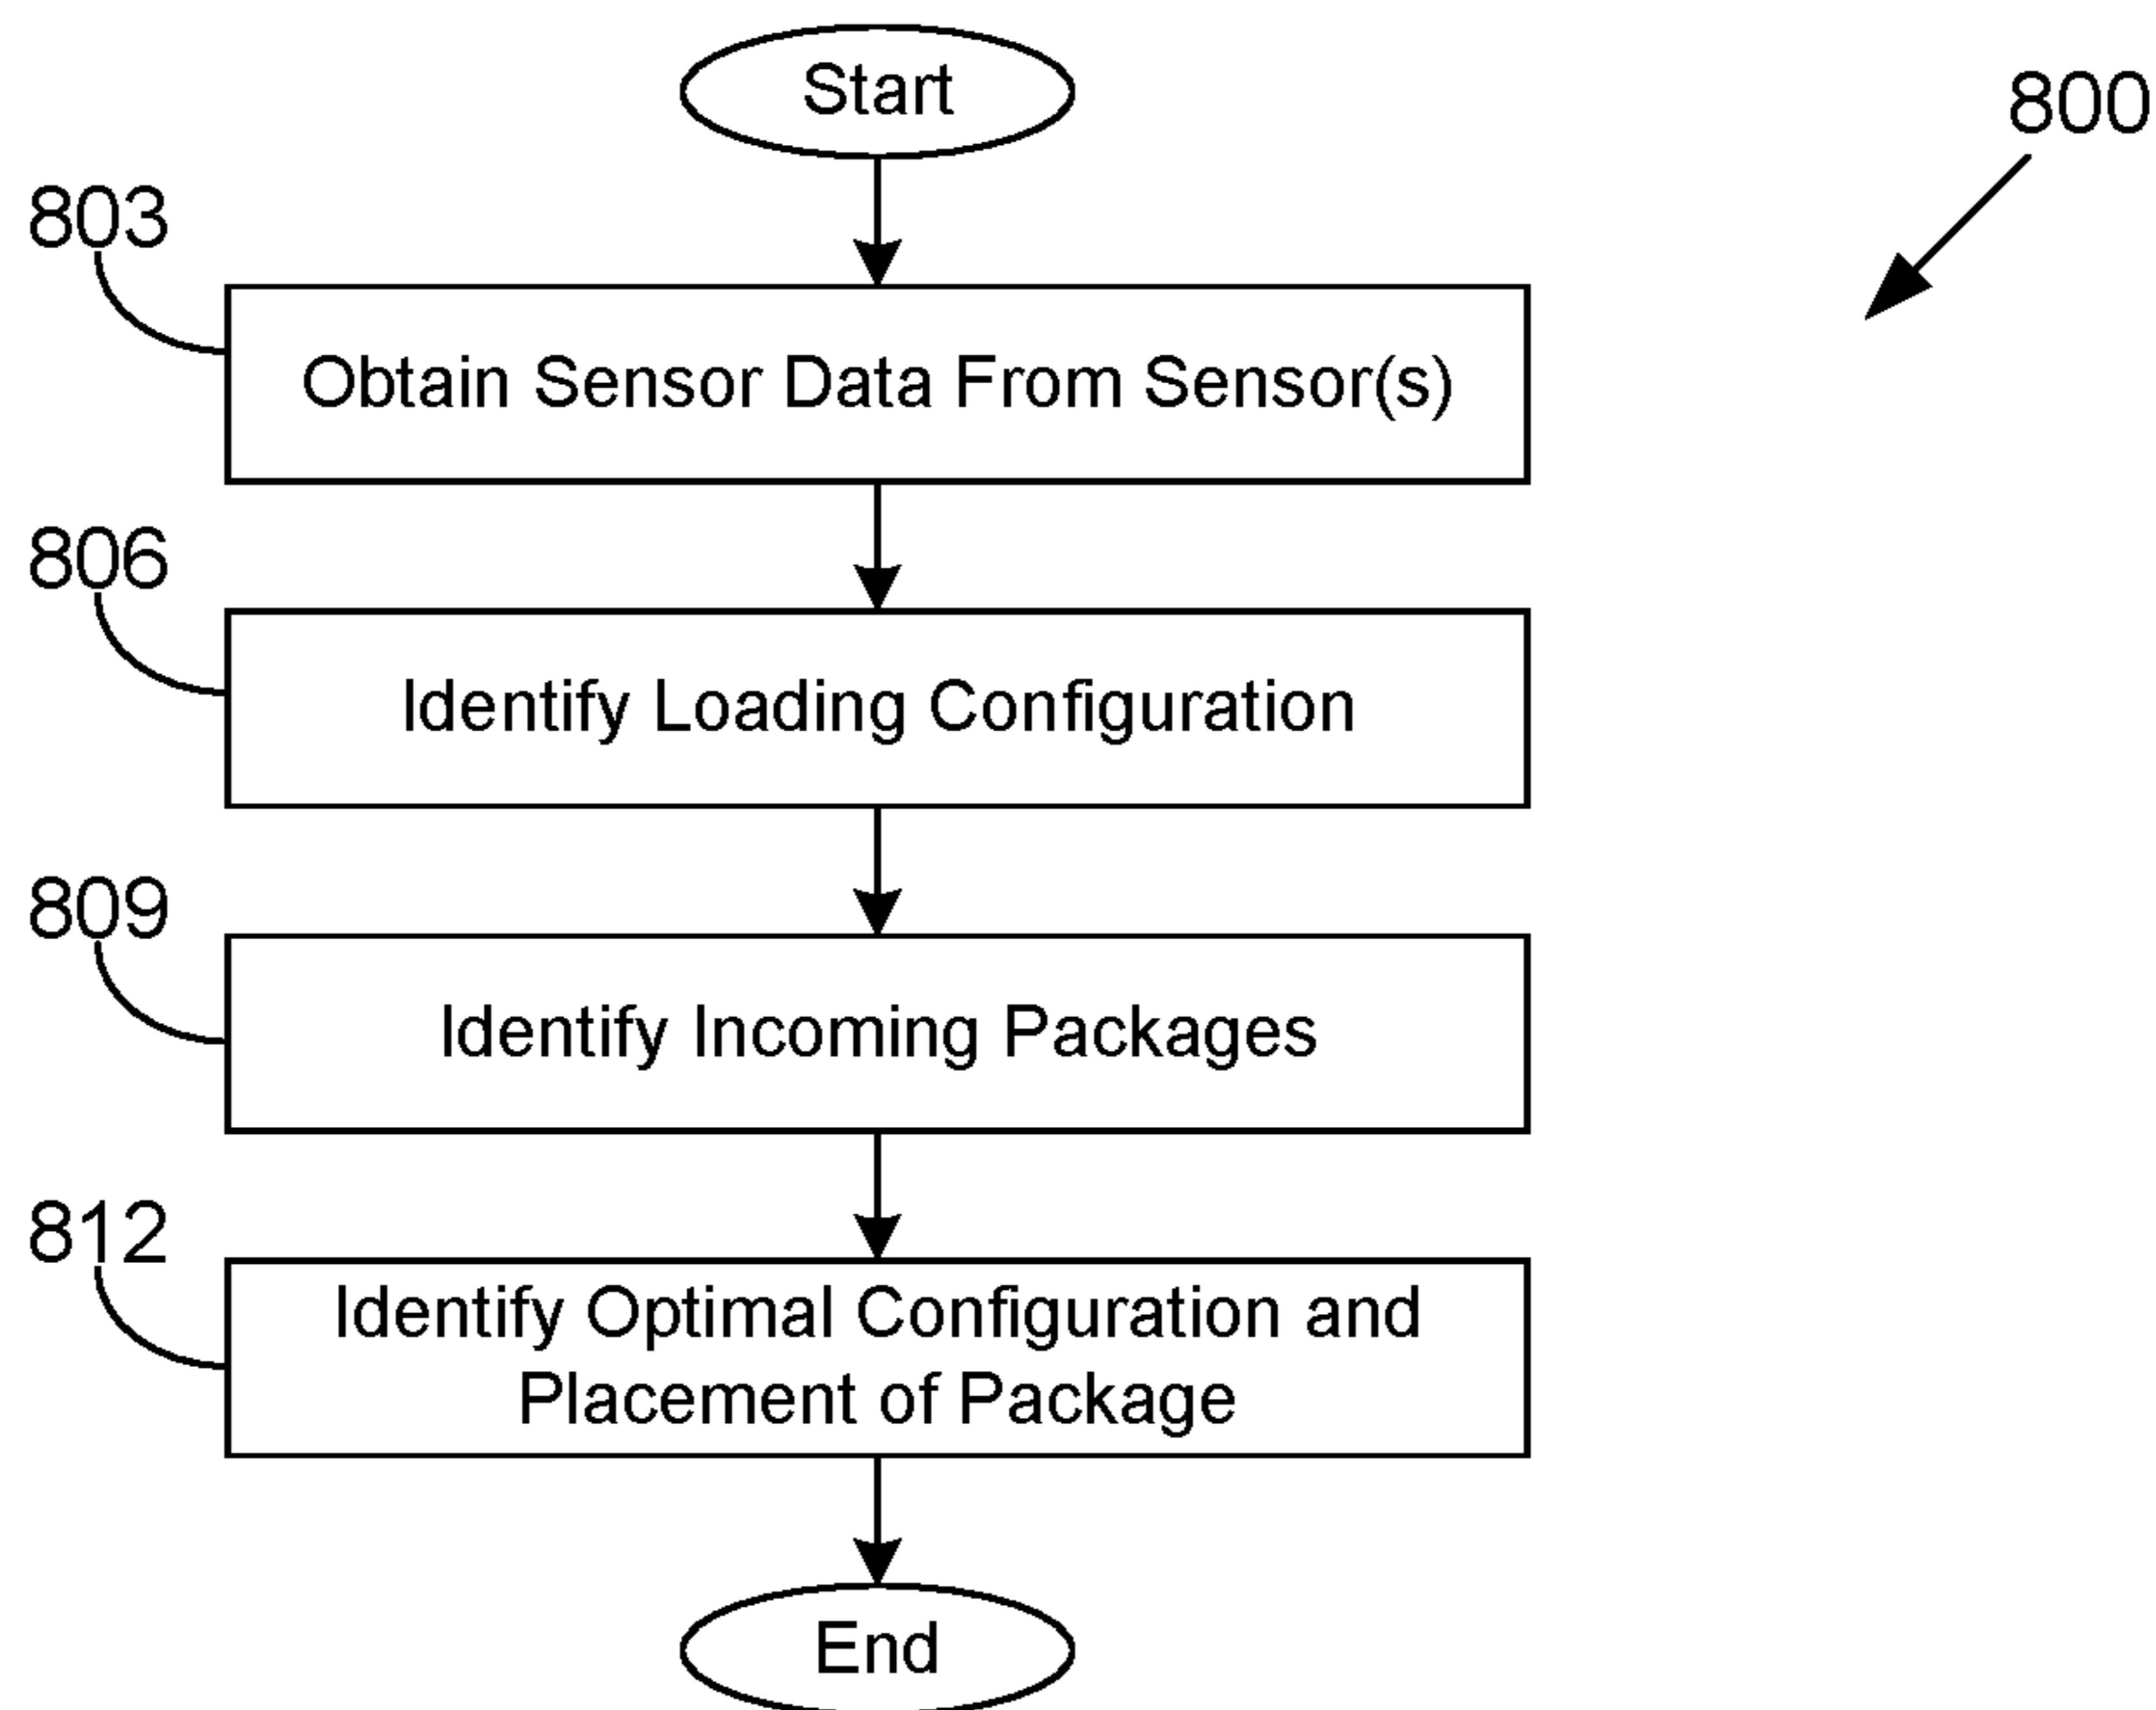 Start
800
803
Obtain Sensor Data From Sensor(s)
806
Identify Loading Configuration
809
Identify Incoming Packages
812
Identify Optimal Configuration and
Placement of Package
End